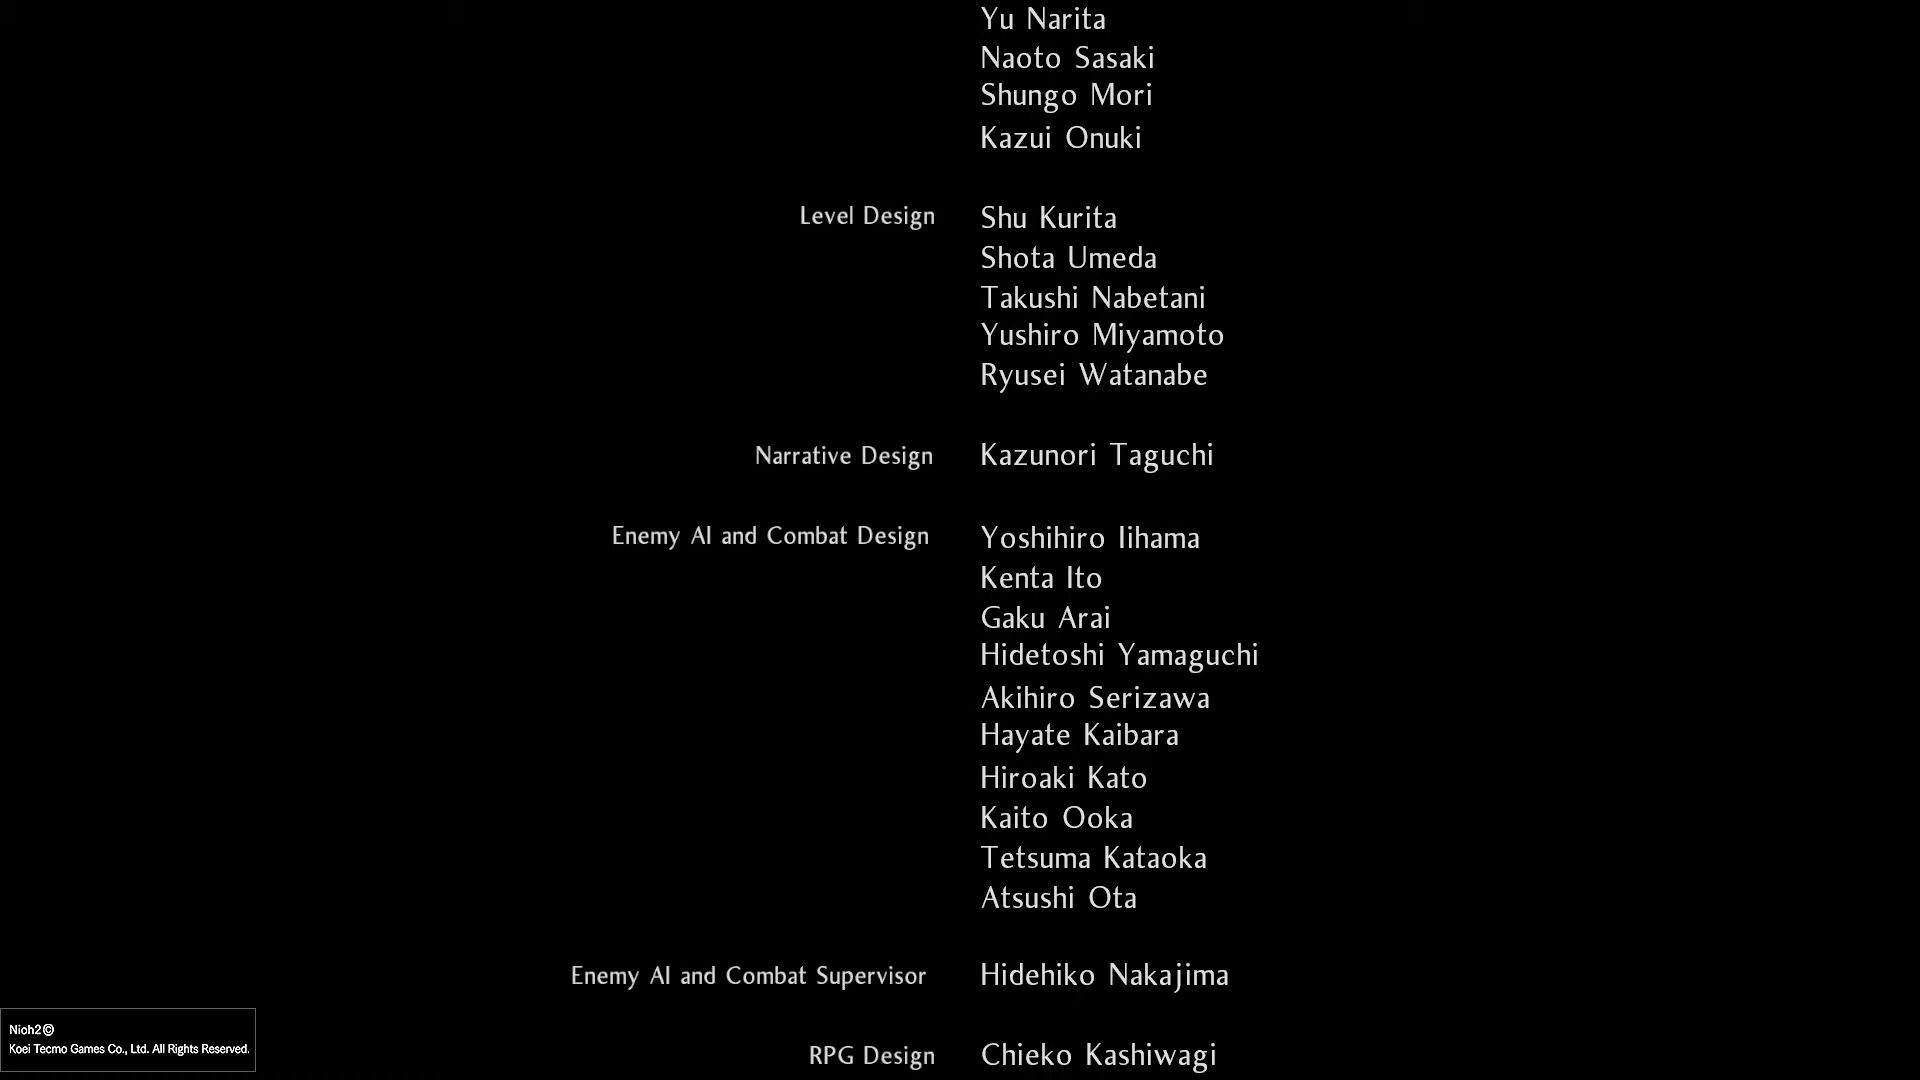 Yu Narita
Naoto Sasaki
Shungo Mori
Kazui Onuki
Level Design Shu Kurita
Shota Umeda
Takushi Nabetani
Yushiro Miyamoto
Ryusei Watanabe
Narrative Design Kazunori Taguchi
Enemy AI and Combat Design Yoshihiro Iihama
Kenta Ito
Gaku Arai
Hidetoshi Yamaguchi
Akihiro Serizawa
Hayate Kaibara
Hiroaki Kato
Kaito Ooka
Tetsuma Kataoka
Atsushi Ota
Enemy AI and Combat Supervisor Hidehiko Nakajima
RPG Design Chieko Kashiwagi
Nioh2©
Koei Tecmo Games Co., Ltd. All Rights Reserved.